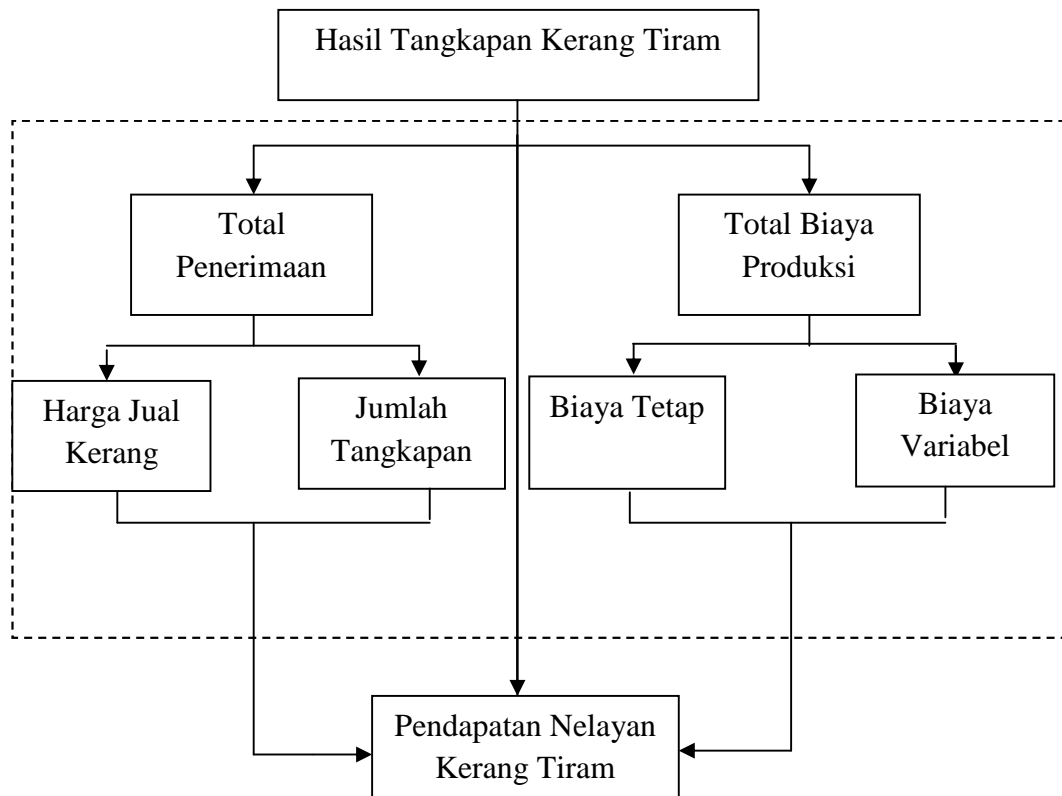 Hasil Tangkapan Kerang Tiram
Total
Penerimaan
Total Biaya
Produksi
Harga Jual
Kerang
Jumlah
Tangkapan
Biaya Tetap
Biaya
Variabel
Pendapatan Nelayan
Kerang Tiram